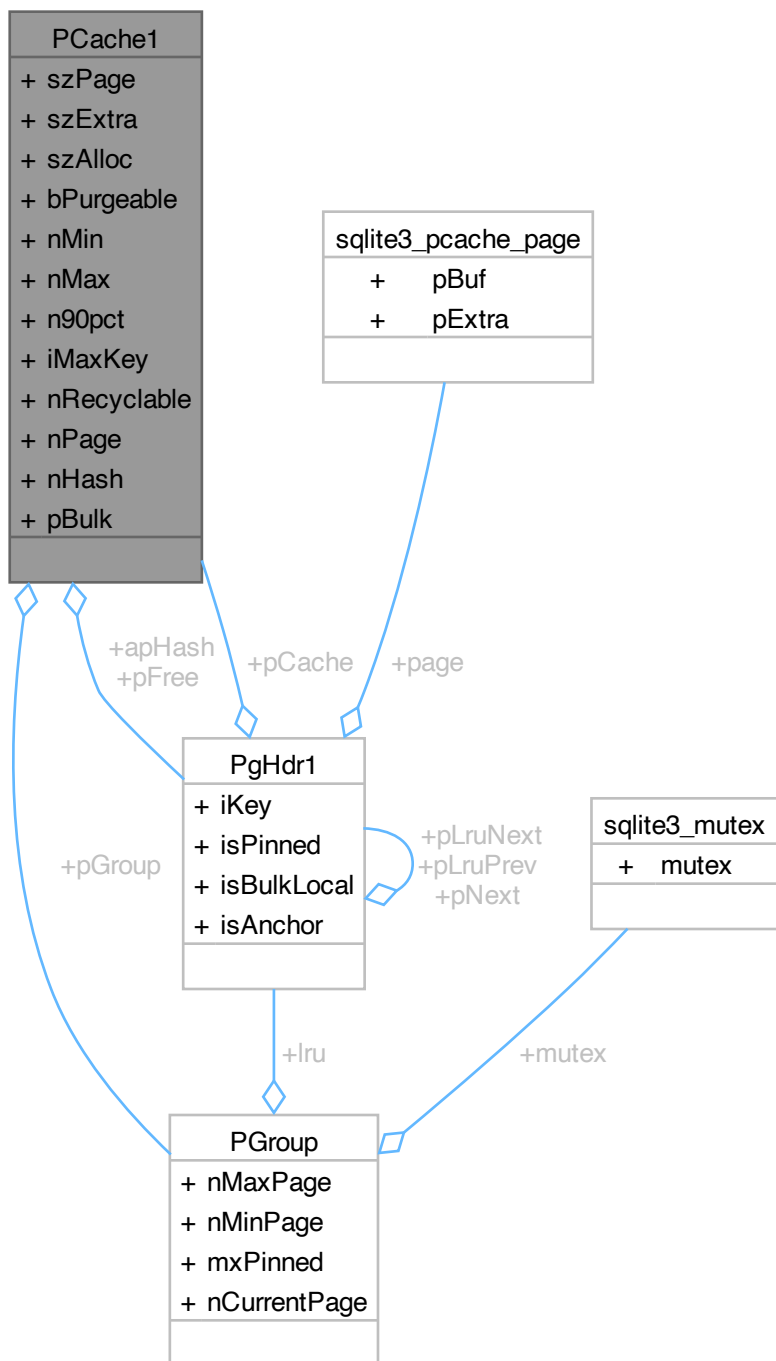 PCache1
+ szPage
+ szExtra
+ szAlloc
+ bPurgeable
+ nMin
+ nMax
+ n90pct
+ iMaxKey
+ nRecyclable
+ nPage
+ nHash
+ pBulk
sqlite3_pcache_page
+ pBuf
+ pExtra
+apHash
+pFree
+pCache
+page
PgHdr1
+ iKey
+ isPinned
+ isBulkLocal
+ isAnchor
+pLruNext
+pLruPrev
+pNext
sqlite3_mutex
+ mutex
+pGroup
+lru
+mutex
PGroup
+ nMaxPage
+ nMinPage
+ mxPinned
+ nCurrentPage